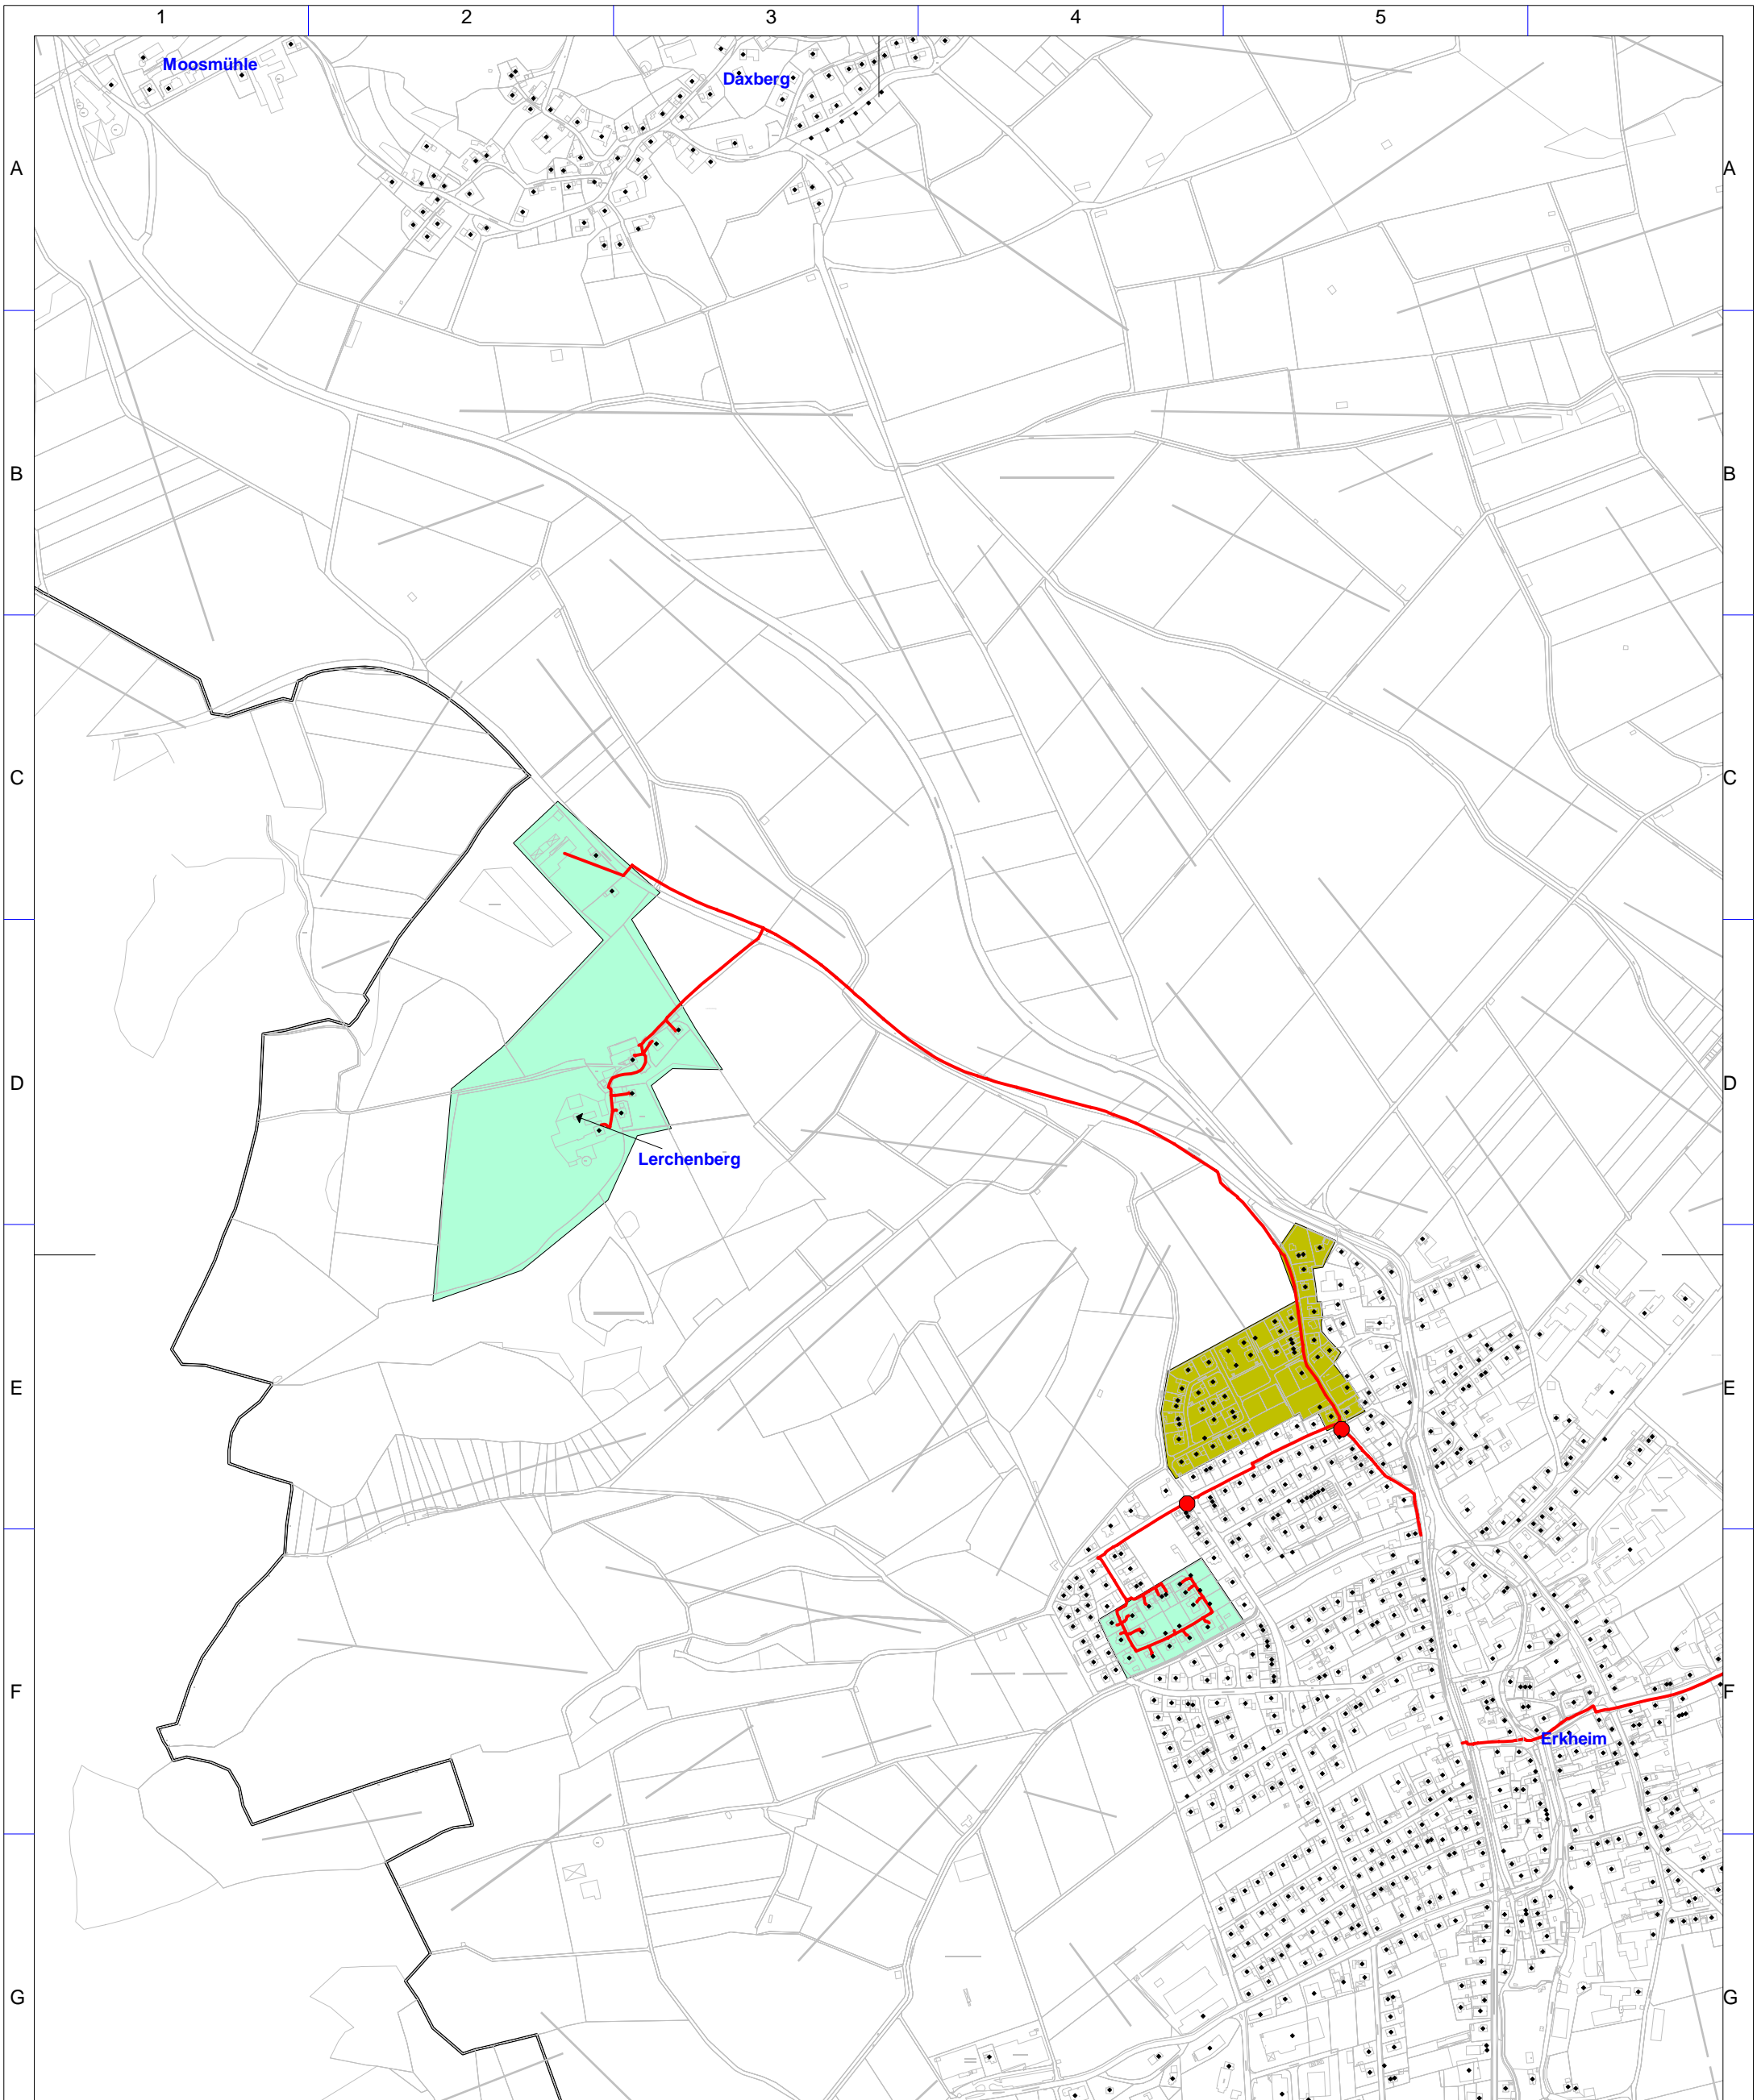 1 2 3 4 5
Moosmühle
Daxberg
A A
B B
C C
D D
Lerchenberg
E E
F F
Erkheim
G G